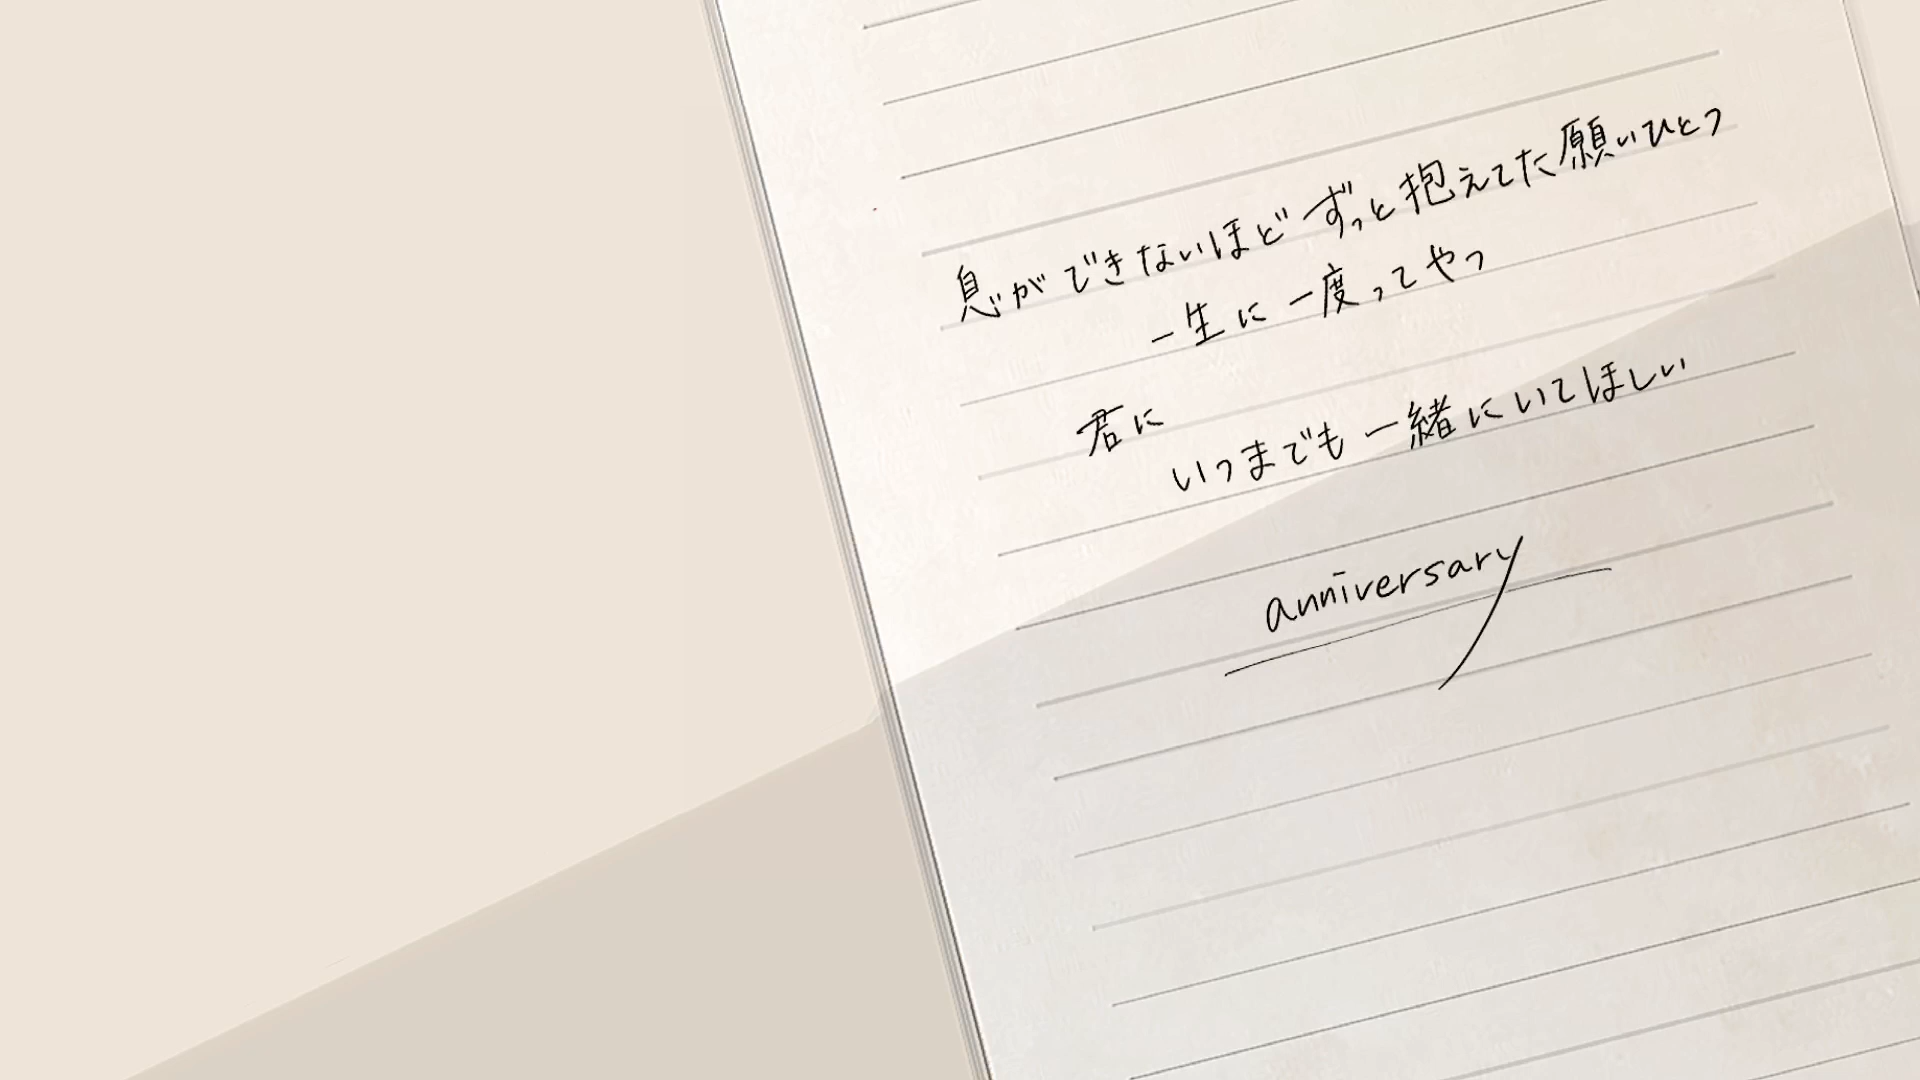 息ができないほど ずっと抱えてた願いひとつ
一生に一度ってやつ
君に
いつまでも一緒にいてほしい
anniversary